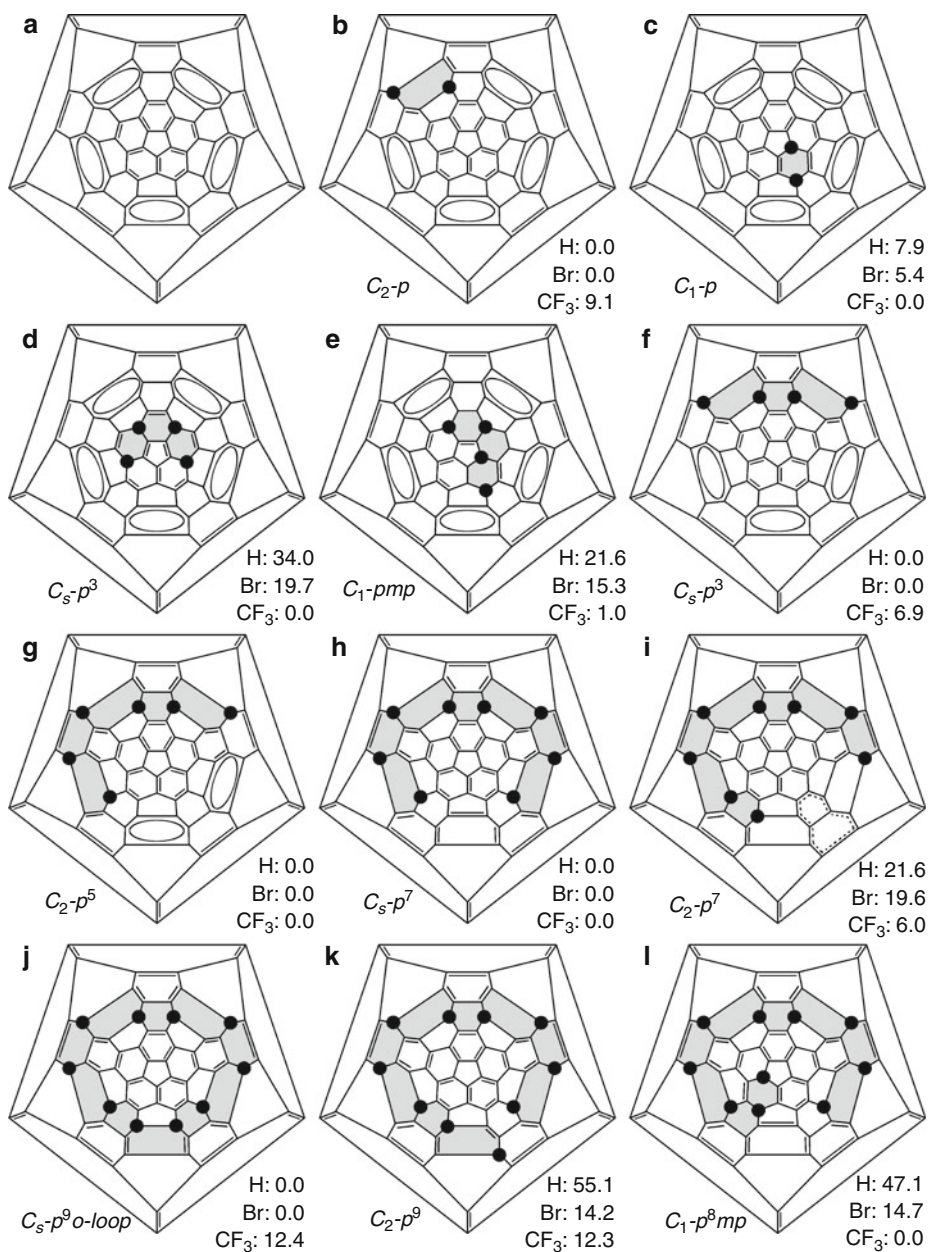 a
b
C₂-p
H: 0.0
Br: 0.0
CF₃: 9.1
c
C₁-p
H: 7.9
Br: 5.4
CF₃: 0.0
d
Cₛ-p³
H: 34.0
Br: 19.7
CF₃: 0.0
e
C₁-pmp
H: 21.6
Br: 15.3
CF₃: 1.0
f
Cₛ-p³
H: 0.0
Br: 0.0
CF₃: 6.9
g
C₂-p⁵
H: 0.0
Br: 0.0
CF₃: 0.0
h
Cₛ-p⁷
H: 0.0
Br: 0.0
CF₃: 0.0
i
C₂-p⁷
H: 21.6
Br: 19.6
CF₃: 6.0
j
Cₛ-p⁹o-loop
H: 0.0
Br: 0.0
CF₃: 12.4
k
C₂-p⁹
H: 55.1
Br: 14.2
CF₃: 12.3
l
C₁-p⁸mp
H: 47.1
Br: 14.7
CF₃: 0.0